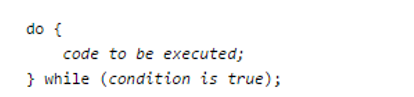 do {
    code to be executed;
} while (condition is true);